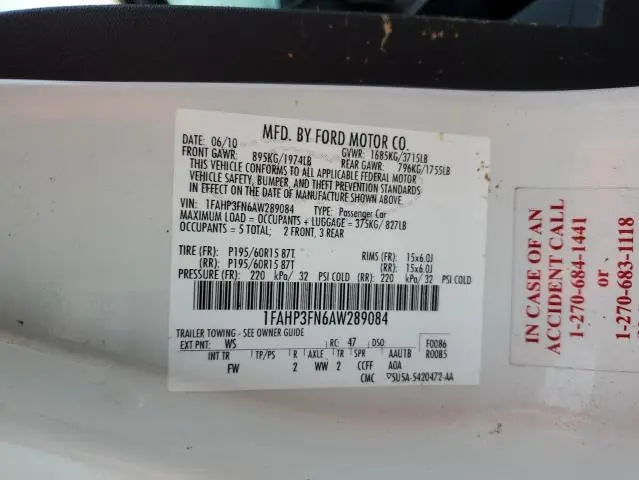 MFD. BY FORD MOTOR CO.
DATE: 06/10 GVWR: 1685KG/3715LB
FRONT GAWR: 895KG/1974LB REAR GAWR: 796KG/1755LB
THIS VEHICLE CONFORMS TO ALL APPLICABLE FEDERAL MOTOR
VEHICLE SAFETY, BUMPER, AND THEFT PREVENTION STANDARDS
IN EFFECT ON THE DATE OF MANUFACTURE SHOWN ABOVE.
VIN: 1FAHP3FN6AW289084 TYPE: Passenger Car
MAXIMUM LOAD = OCCUPANTS + LUGGAGE = 375KG/827LB
OCCUPANTS = 5 TOTAL; 2 FRONT, 3 REAR
TIRE (FR): P195/60R15 87T RIMS (FR): 15x6.0J
(RR): P195/60R15 87T (RR): 15x6.0J
PRESSURE (FR): 220 kPa/ 32 PSI COLD (RR): 220 kPa/ 32 PSI COLD
1FAHP3FN6AW289084
TRAILER TOWING - SEE OWNER GUIDE
EXT PNT: WS RC: 47 DSO: F0086
INT TR TP/PS R AXLE TR SPR AAU1B R0085
FW 2 WW 2 CCFF AOA
CMC ▽5U5A-5420472-AA
IN CASE OF AN
ACCIDENT CALL
1-270-684-1441
or
1-270-683-1118